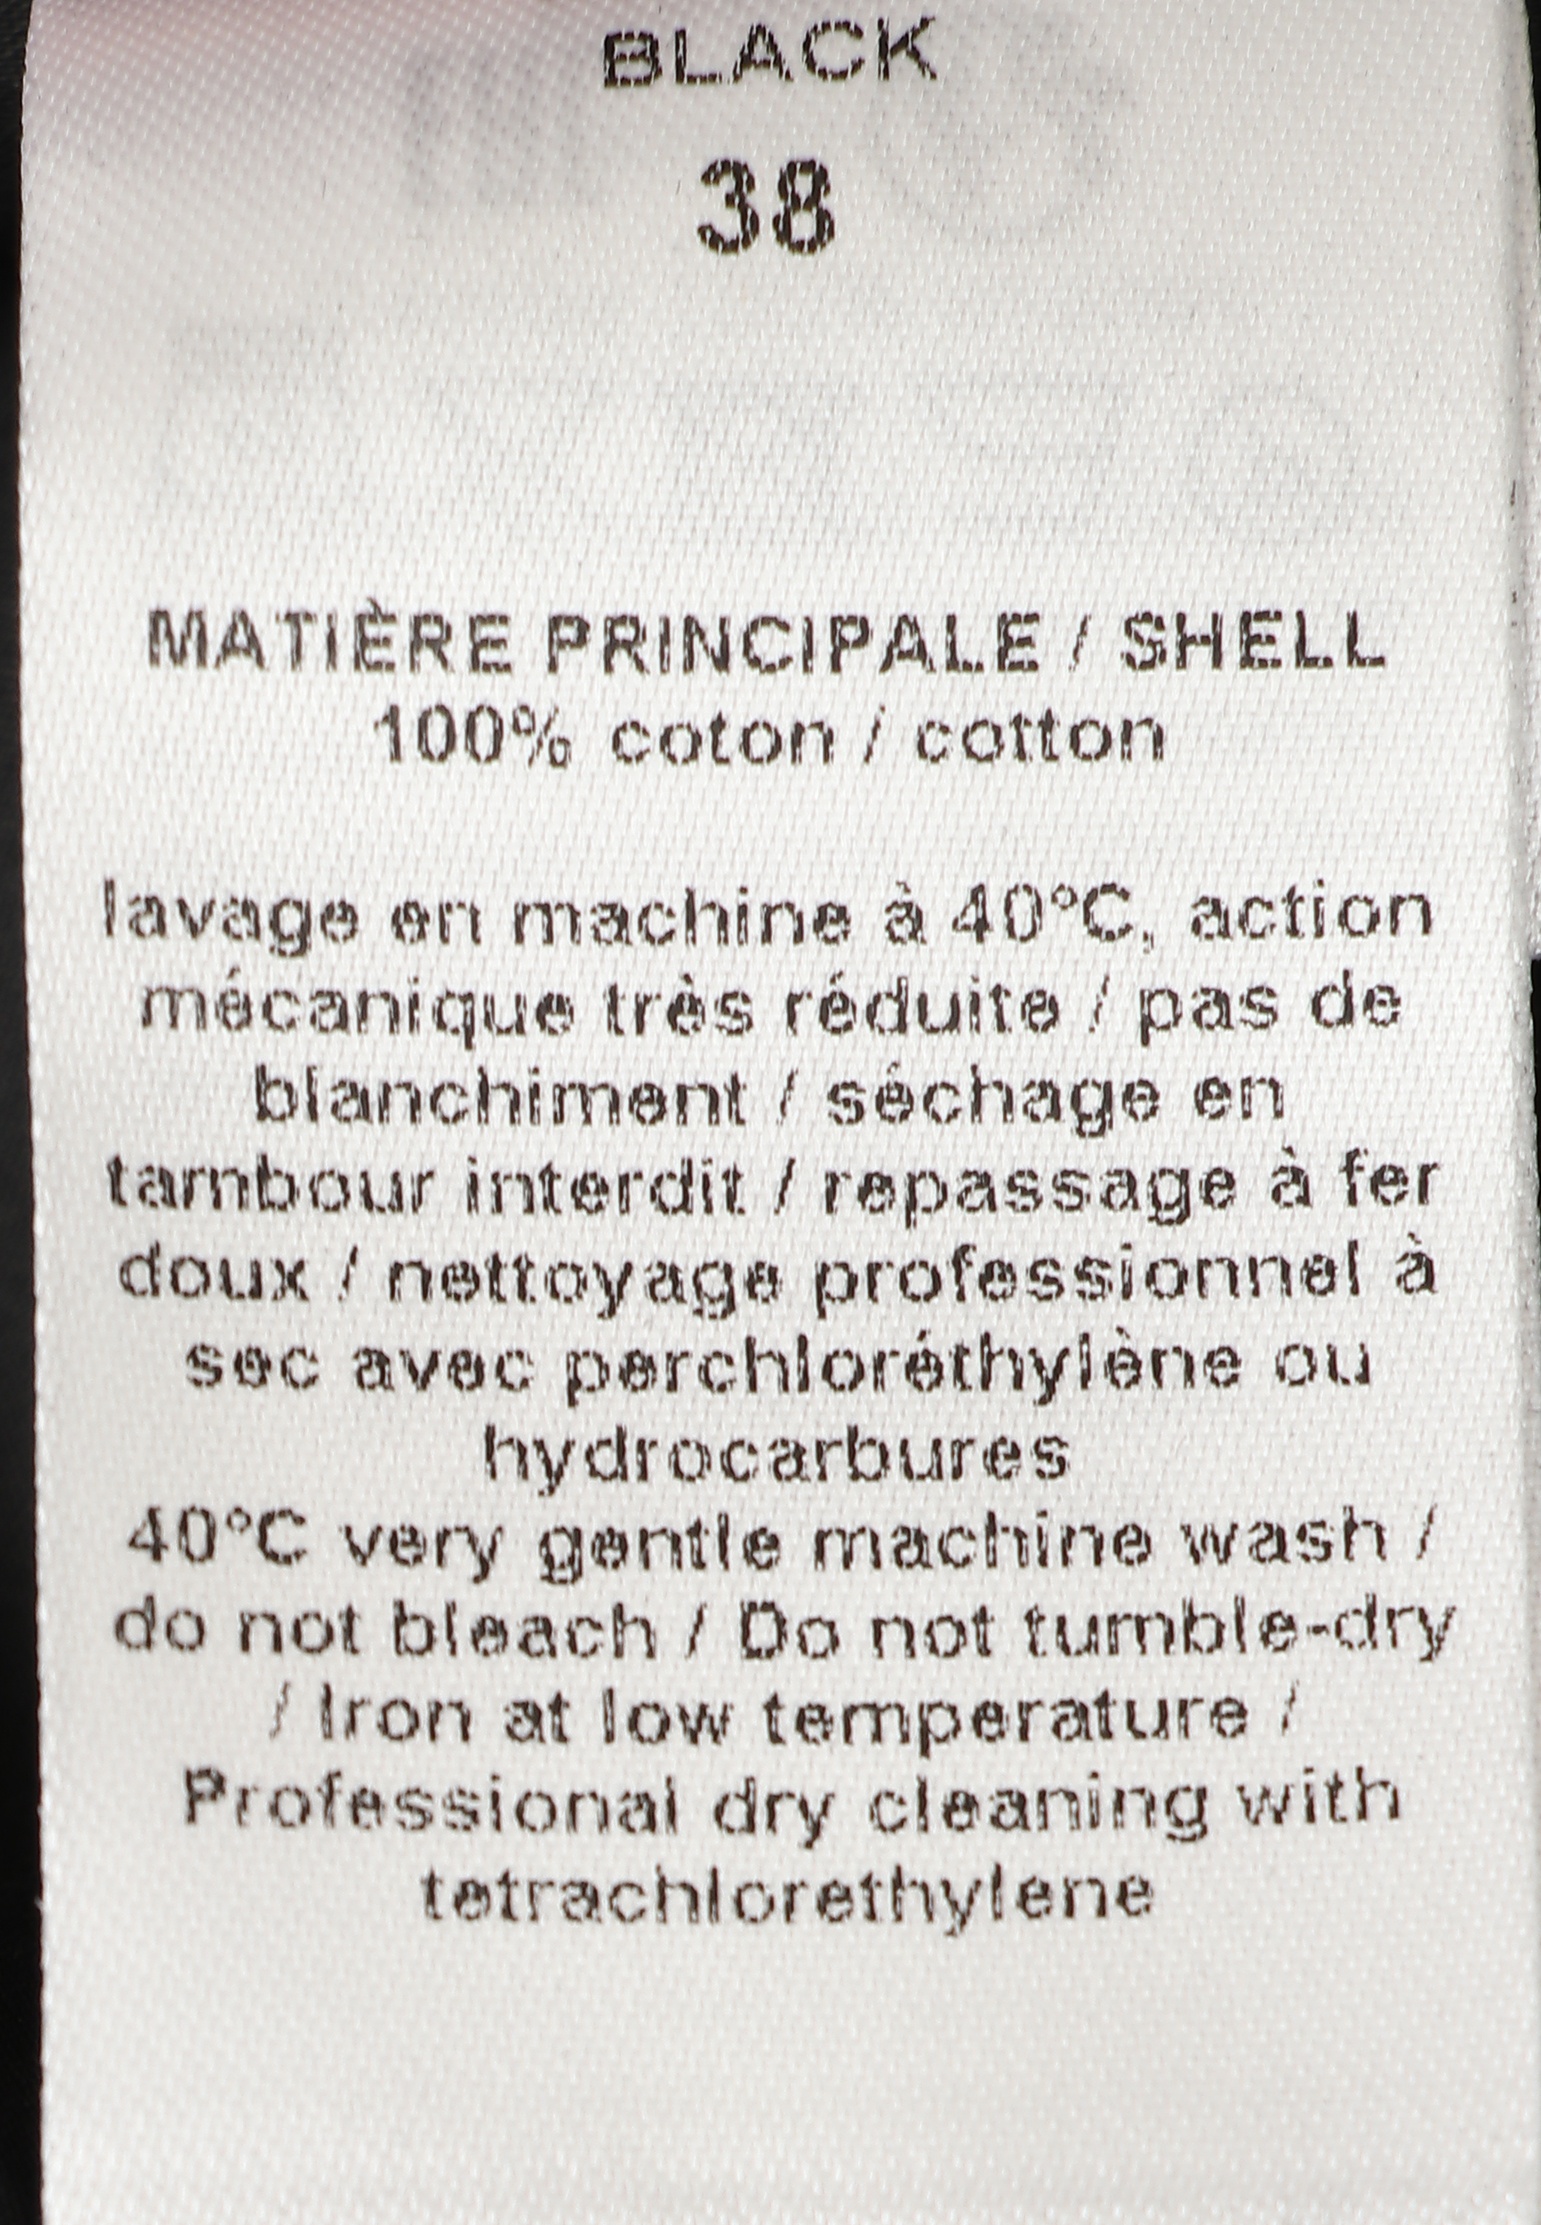 BLACK
38
MATIÈRE PRINCIPALE / SHELL
100% coton / cotton
lavage en machine à 40°C, action
mécanique très réduite / pas de
blanchiment / séchage en
tambour interdit / repassage à fer
doux / nettoyage professionnel à
sec avec perchloréthylène ou
hydrocarbures
40°C very gentle machine wash /
do not bleach / Do not tumble-dry
/ Iron at low temperature /
Professional dry cleaning with
tetrachlorethylene